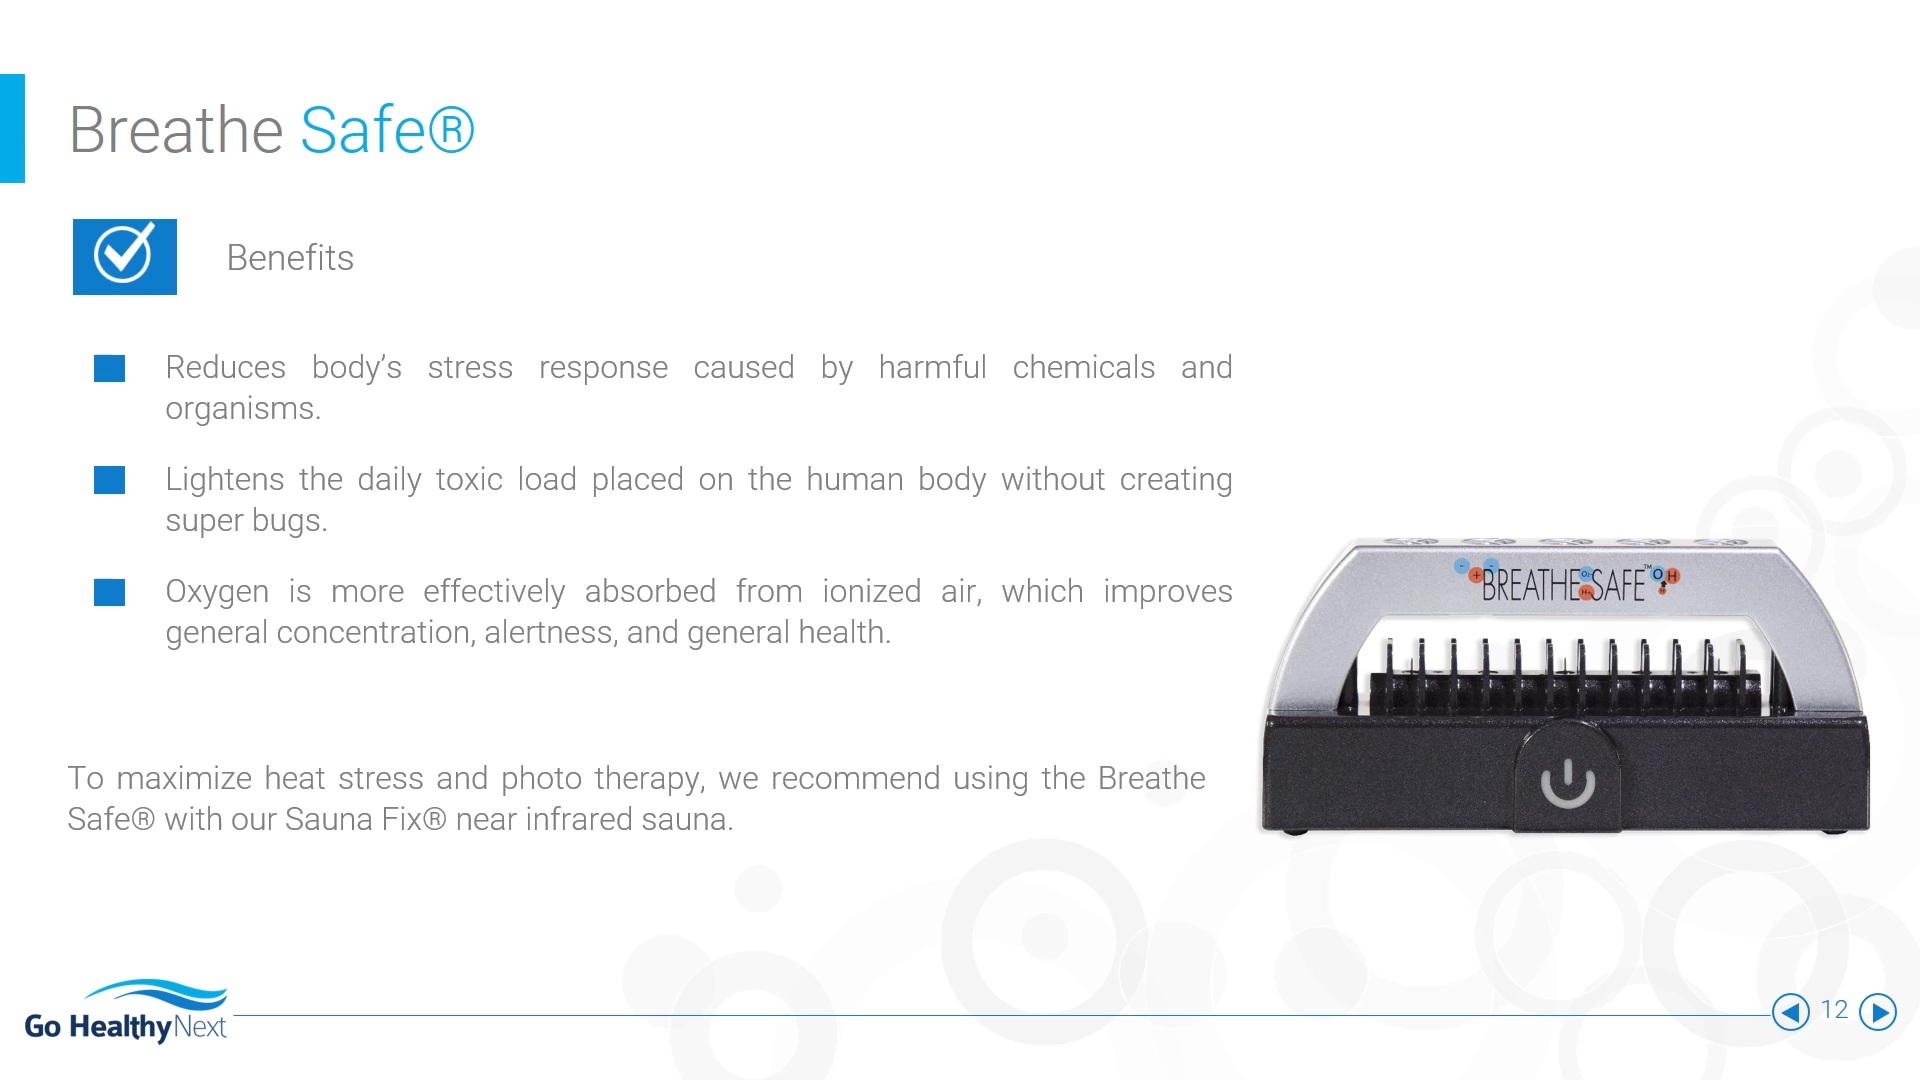 Breathe Safe®
Benefits
Reduces body’s stress response caused by harmful chemicals and
organisms.
Lightens the daily toxic load placed on the human body without creating
super bugs.
Oxygen is more effectively absorbed from ionized air, which improves
general concentration, alertness, and general health.
BREATHE SAFE™
To maximize heat stress and photo therapy, we recommend using the Breathe
Safe® with our Sauna Fix® near infrared sauna.
Go HealthyNext
12